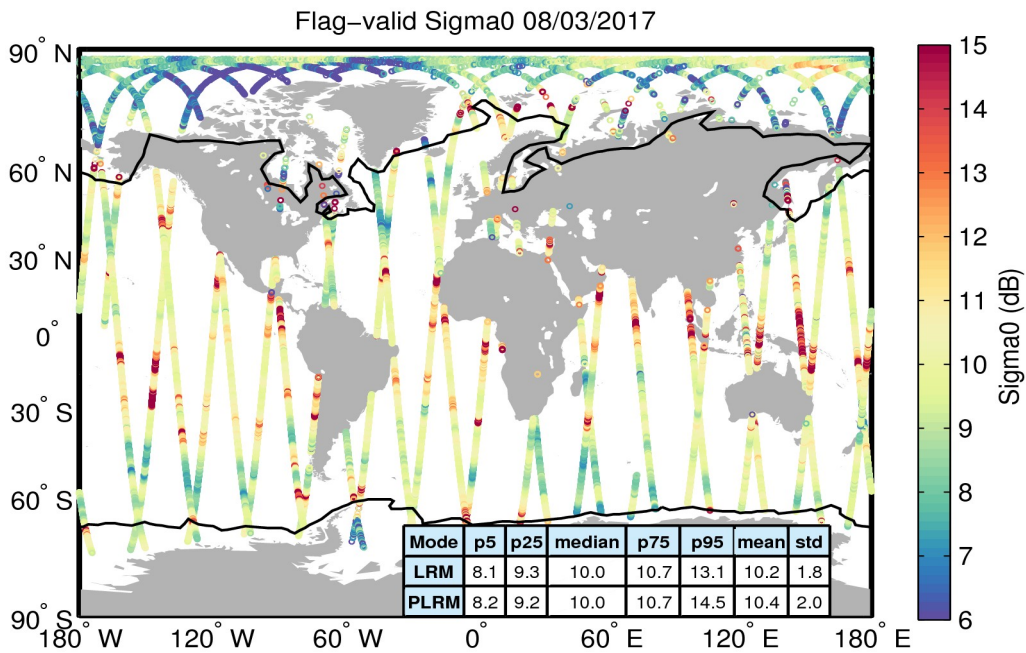 Flag−valid Sigma0 08/03/2017
90° N
60° N
30° N
0°
30° S
60° S
90° S
180° W
120° W
60° W
0°
60° E
120° E
180° E
15
14
13
12
11
10
9
8
7
6
Sigma0 (dB)
Mode p5 p25 median p75 p95 mean std
LRM 8.1 9.3 10.0 10.7 13.1 10.2 1.8
PLRM 8.2 9.2 10.0 10.7 14.5 10.4 2.0